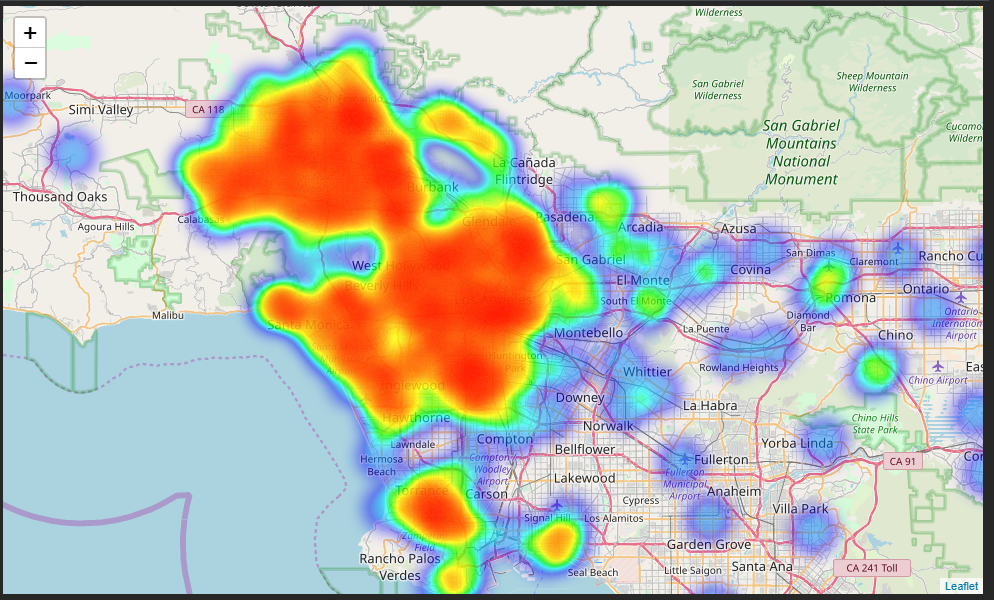 +
−
Wilderness
Moorpark
Simi Valley
CA 118
San Gabriel
Wilderness
Sheep Mountain
Wilderness
San Gabriel
Mountains
National
Monument
Thousand Oaks
Agoura Hills
Calabasas
Burbank
La Cañada
Flintridge
Pasadena
Arcadia
Azusa
San Gabriel
El Monte
South El Monte
Covina
San Dimas
Claremont
Rancho Cu
Pomona
Ontario
Ontario
International
Airport
Malibu
Santa Monica
Beverly Hills
Montebello
La Puente
Diamond
Bar
Chino
Chino Airport
Rowland Heights
Huntington
Park
Whittier
Inglewood
Downey
La Habra
Chino Hills
State Park
Hawthorne
Norwalk
Lawndale
Compton
Bellflower
Yorba Linda
CA 91
Hermosa
Beach
Compton
Woodley
Airport
Fullerton
Fullerton
Municipal
Airport
Torrance
Carson
Lakewood
Anaheim
Cypress
Villa Park
Signal Hill
Los Alamitos
Field
Garden Grove
Rancho Palos
Verdes
Seal Beach
Little Saigon
Santa Ana
CA 241 Toll
Leaflet